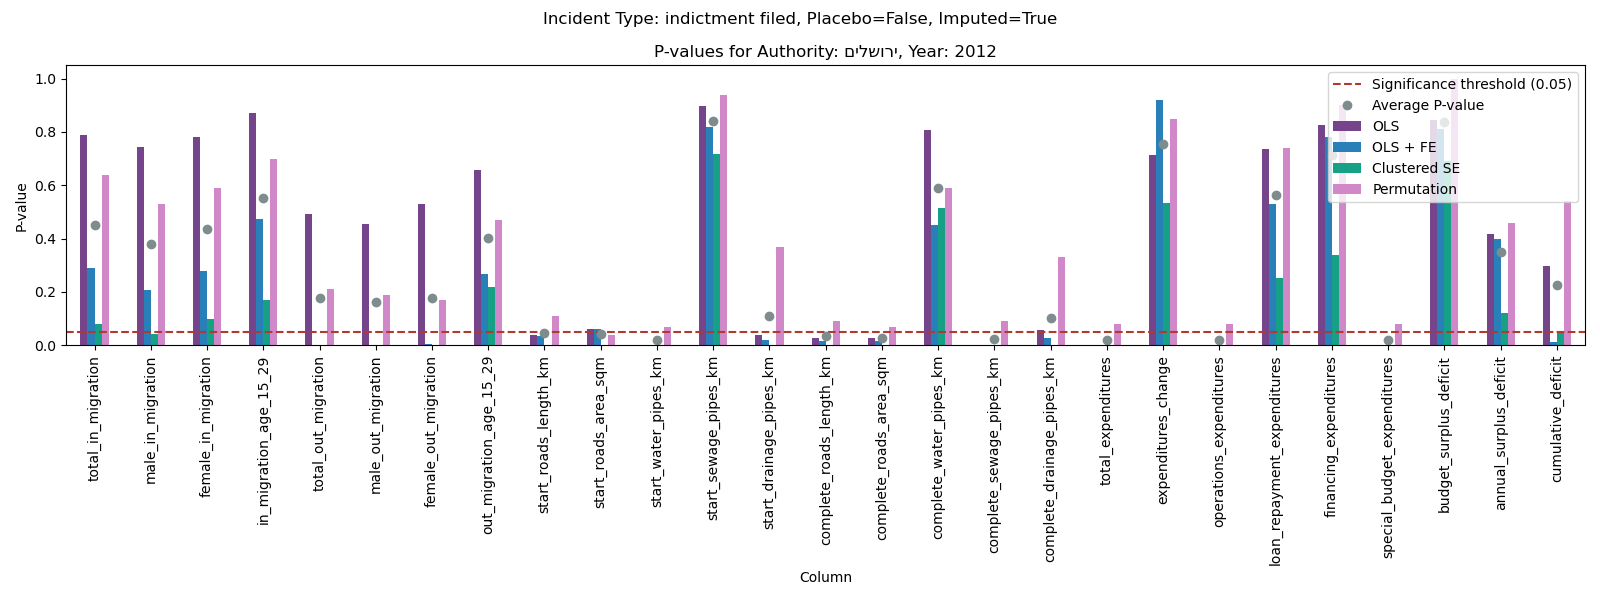 Incident Type: indictment filed, Placebo=False, Imputed=True
P-values for Authority: םילשורי, Year: 2012
1.0
0.8
0.6
0.4
0.2
0.0
P-value
Significance threshold (0.05)
Average P-value
OLS
OLS + FE
Clustered SE
Permutation
total_in_migration
male_in_migration
female_in_migration
in_migration_age_15_29
total_out_migration
male_out_migration
female_out_migration
out_migration_age_15_29
start_roads_length_km
start_roads_area_sqm
start_water_pipes_km
start_sewage_pipes_km
start_drainage_pipes_km
complete_roads_length_km
complete_roads_area_sqm
complete_water_pipes_km
complete_sewage_pipes_km
complete_drainage_pipes_km
total_expenditures
expenditures_change
operations_expenditures
loan_repayment_expenditures
financing_expenditures
special_budget_expenditures
budget_surplus_deficit
annual_surplus_deficit
cumulative_deficit
Column